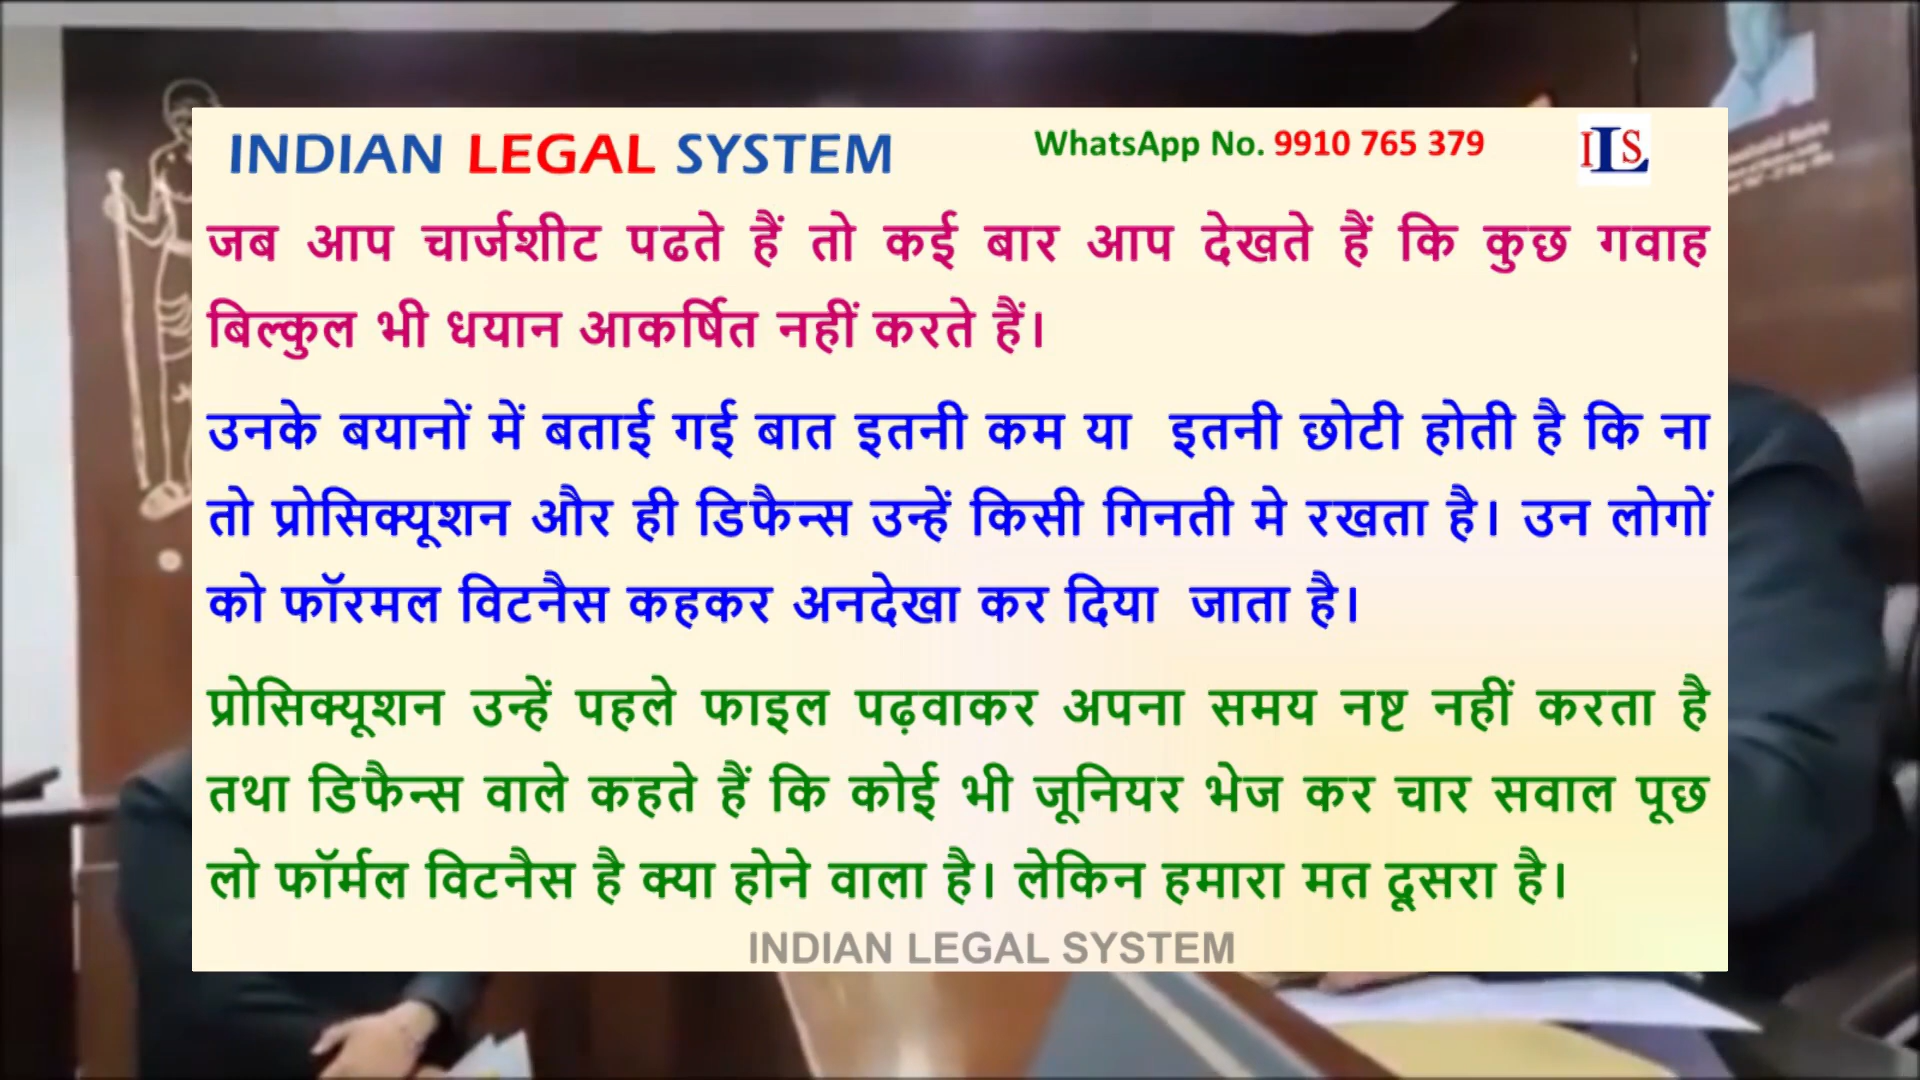 INDIAN LEGAL SYSTEM
WhatsApp No. 9910 765 379
ILS
जब आप चार्जशीट पढते हैं तो कई बार आप देखते हैं कि कुछ गवाह
बिल्कुल भी धयान आकर्षित नहीं करते हैं।
उनके बयानों में बताई गई बात इतनी कम या इतनी छोटी होती है कि ना
तो प्रोसिक्यूशन और ही डिफैन्स उन्हें किसी गिनती मे रखता है। उन लोगों
को फॉरमल विटनैस कहकर अनदेखा कर दिया जाता है।
प्रोसिक्यूशन उन्हें पहले फाइल पढ़वाकर अपना समय नष्ट नहीं करता है
तथा डिफैन्स वाले कहते हैं कि कोई भी जूनियर भेज कर चार सवाल पूछ
लो फॉर्मल विटनैस है क्या होने वाला है। लेकिन हमारा मत दूसरा है।
INDIAN LEGAL SYSTEM